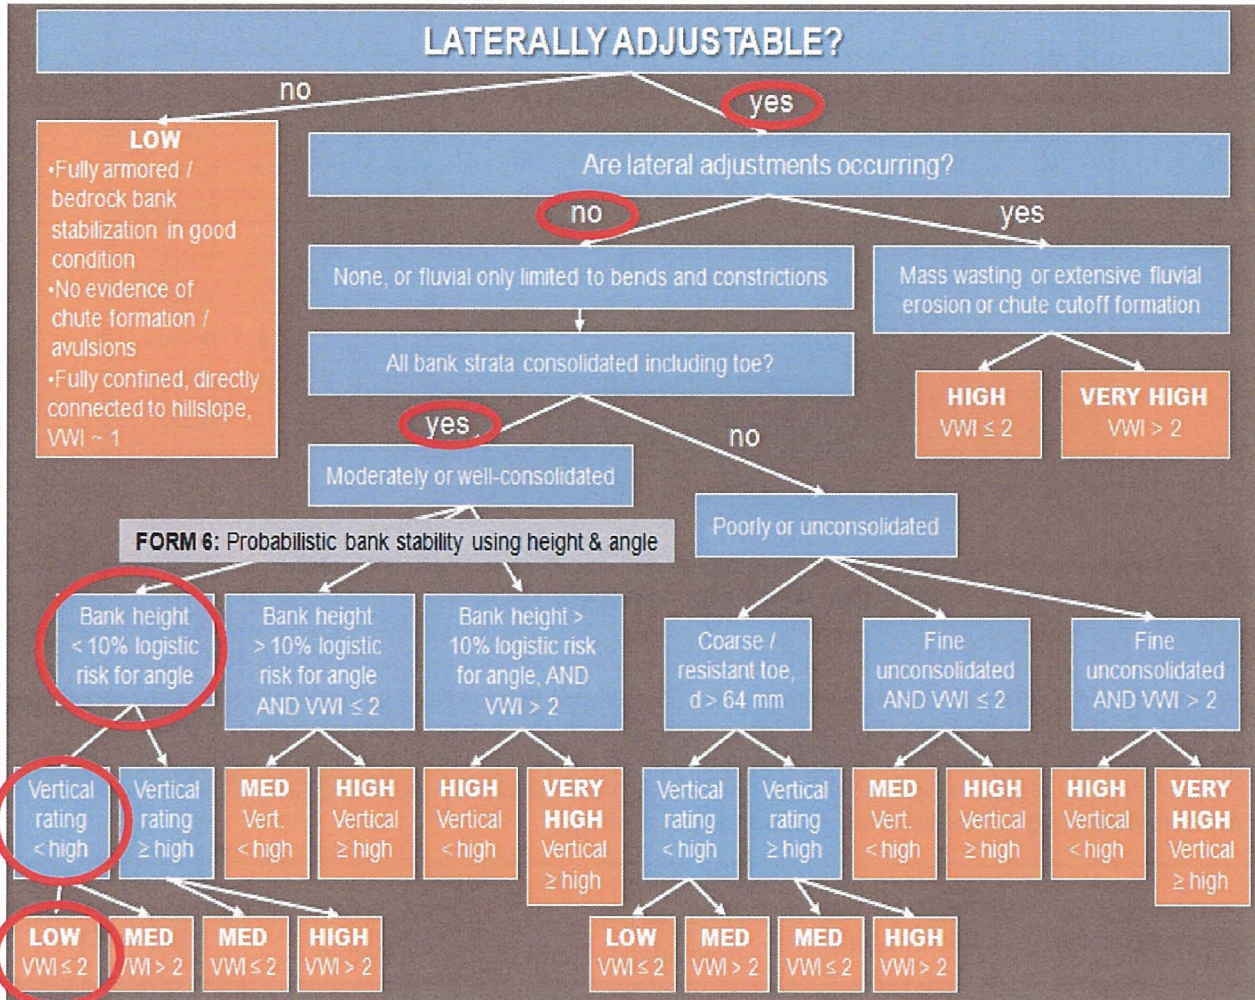 LATERALLY ADJUSTABLE?
no
yes
LOW
•Fully armored /
bedrock bank
stabilization in good
condition
•No evidence of
chute formation /
avulsions
•Fully confined, directly
connected to hillslope,
VWI ~ 1
Are lateral adjustments occurring?
no
yes
None, or fluvial only limited to bends and constrictions
Mass wasting or extensive fluvial
erosion or chute cutoff formation
All bank strata consolidated including toe?
HIGH
VWI ≤ 2
VERY HIGH
VWI > 2
yes
no
Moderately or well-consolidated
Poorly or unconsolidated
FORM 6: Probabilistic bank stability using height & angle
Bank height
< 10% logistic
risk for angle
Bank height
> 10% logistic
risk for angle
AND VWI ≤ 2
Bank height >
10% logistic risk
for angle, AND
VWI > 2
Coarse /
resistant toe,
d > 64 mm
Fine
unconsolidated
AND VWI ≤ 2
Fine
unconsolidated
AND VWI > 2
Vertical
rating
< high
Vertical
rating
≥ high
MED
Vert.
< high
HIGH
Vertical
≥ high
HIGH
Vertical
< high
VERY
HIGH
Vertical
≥ high
Vertical
rating
< high
Vertical
rating
≥ high
MED
Vert.
< high
HIGH
Vertical
≥ high
HIGH
Vertical
< high
VERY
HIGH
Vertical
≥ high
LOW
VWI ≤ 2
MED
VWI > 2
MED
VWI ≤ 2
HIGH
VWI > 2
LOW
VWI ≤ 2
MED
VWI > 2
MED
VWI ≤ 2
HIGH
VWI > 2